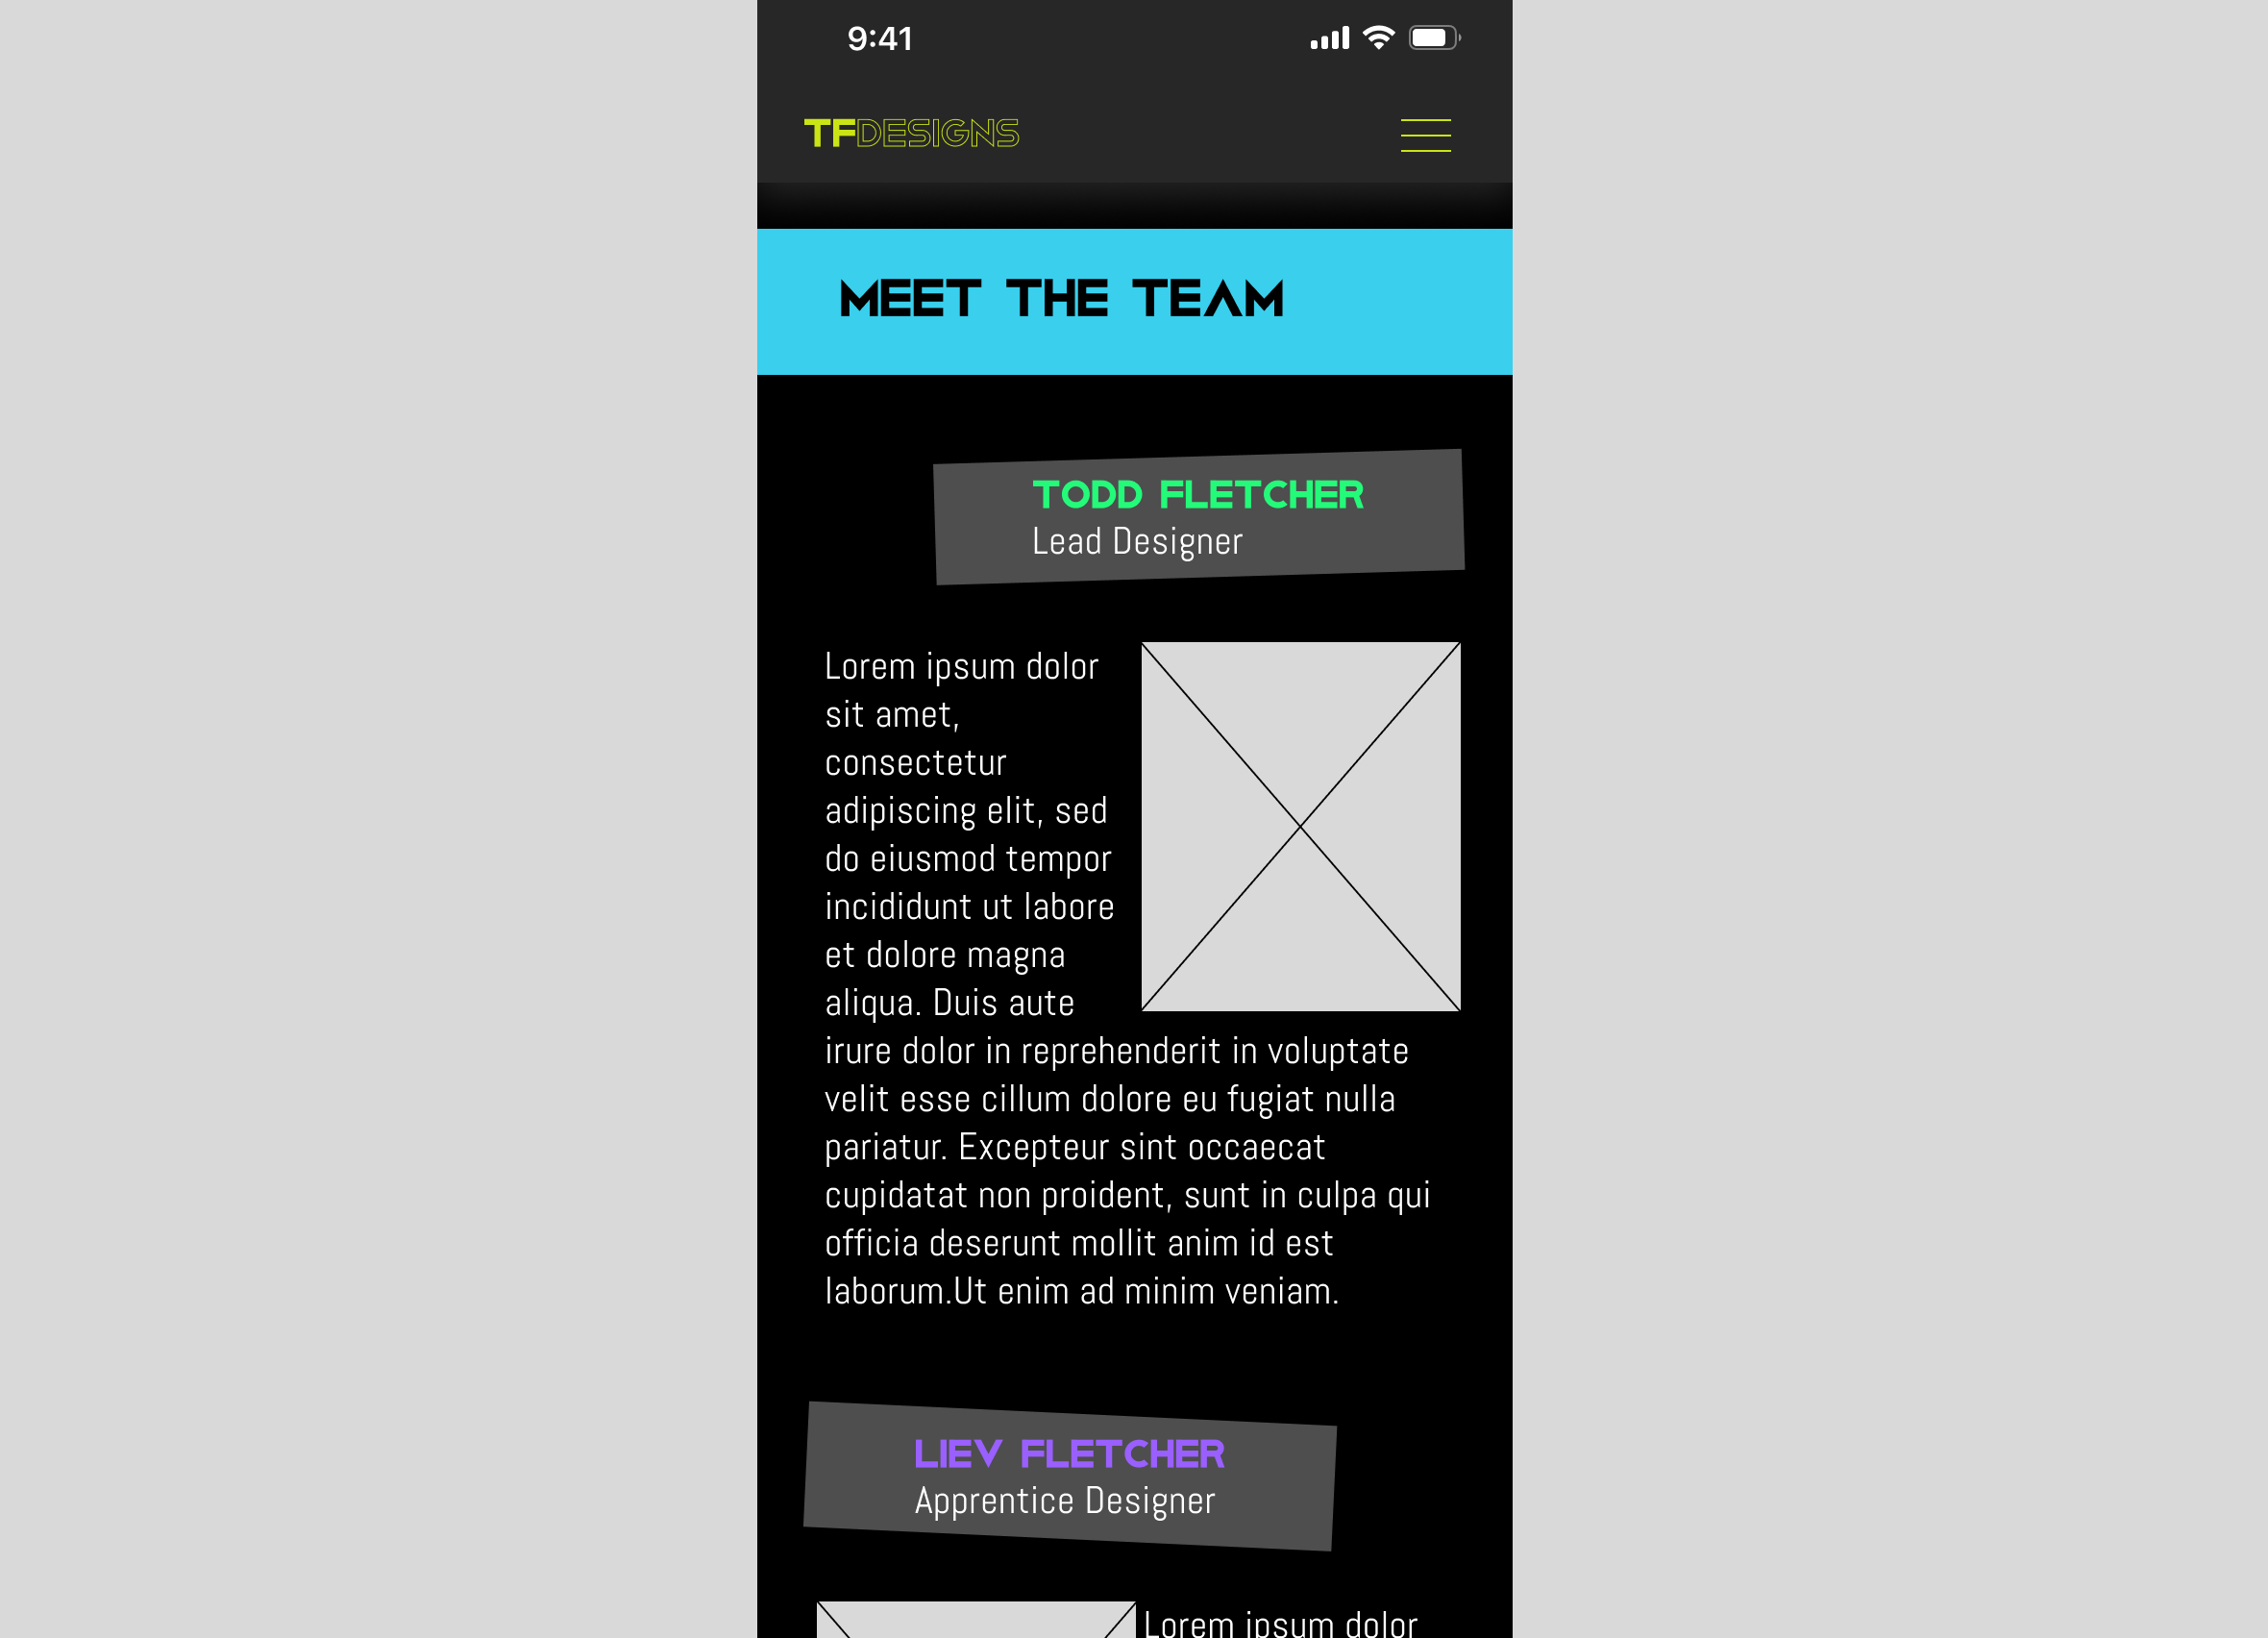 9:41
TFDESIGNS
MEET THE TEAM
TODD FLETCHER
Lead Designer
Lorem ipsum dolor
sit amet,
consectetur
adipiscing elit, sed
do eiusmod tempor
incididunt ut labore
et dolore magna
aliqua. Duis aute
irure dolor in reprehenderit in voluptate
velit esse cillum dolore eu fugiat nulla
pariatur. Excepteur sint occaecat
cupidatat non proident, sunt in culpa qui
officia deserunt mollit anim id est
laborum.Ut enim ad minim veniam.
LIEV FLETCHER
Apprentice Designer
Lorem ipsum dolor